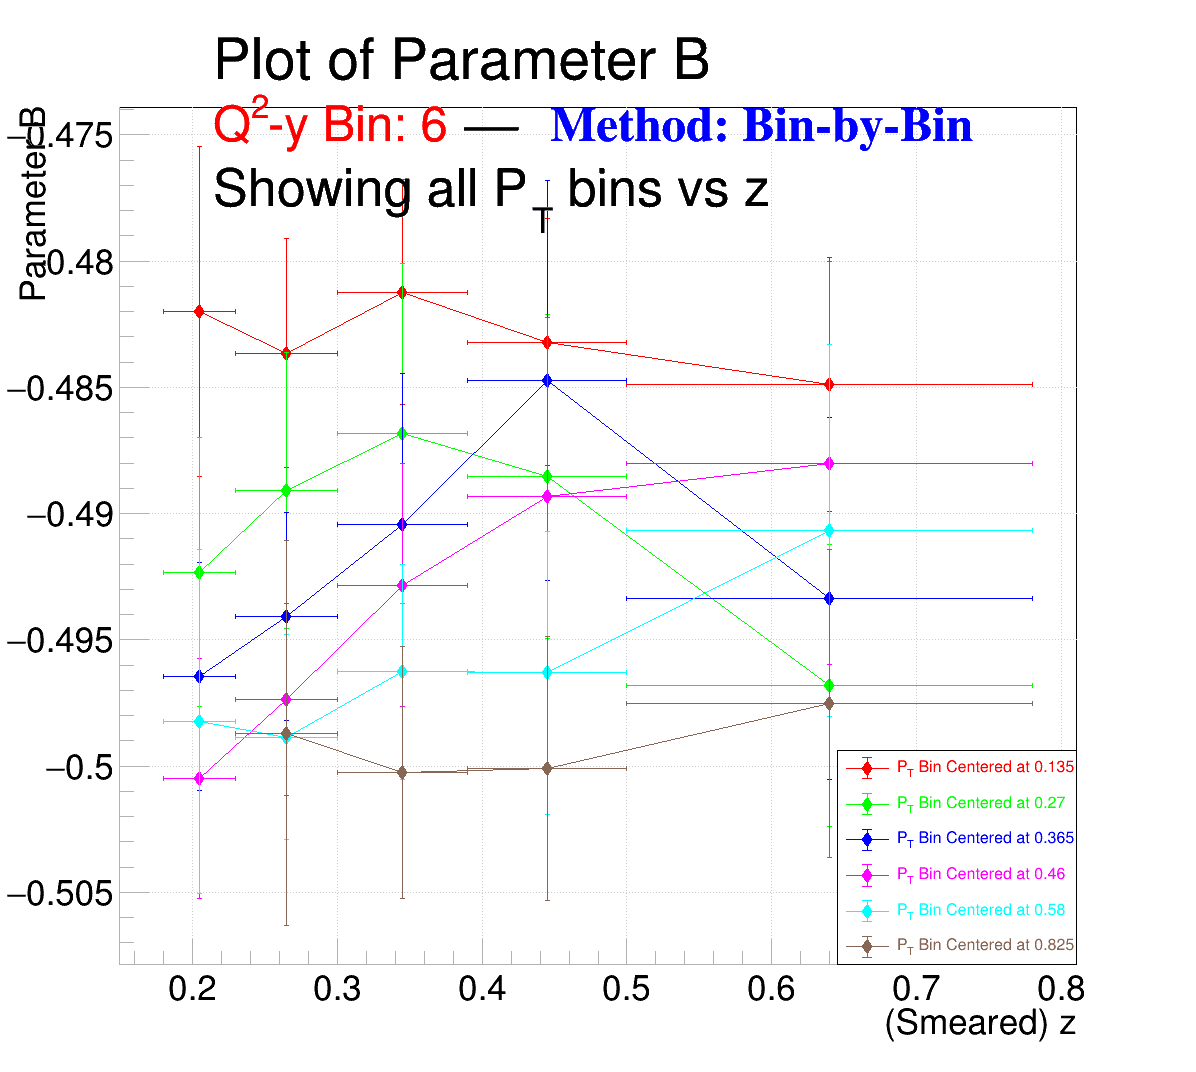 Plot of Parameter B
Q²-y Bin: 6 — Method: Bin-by-Bin
Showing all P_T bins vs z
Parameter B
−0.475
−0.48
−0.485
−0.49
−0.495
−0.5
−0.505
P_T Bin Centered at 0.135
P_T Bin Centered at 0.27
P_T Bin Centered at 0.365
P_T Bin Centered at 0.46
P_T Bin Centered at 0.58
P_T Bin Centered at 0.825
0.2 0.3 0.4 0.5 0.6 0.7 0.8
(Smeared) z